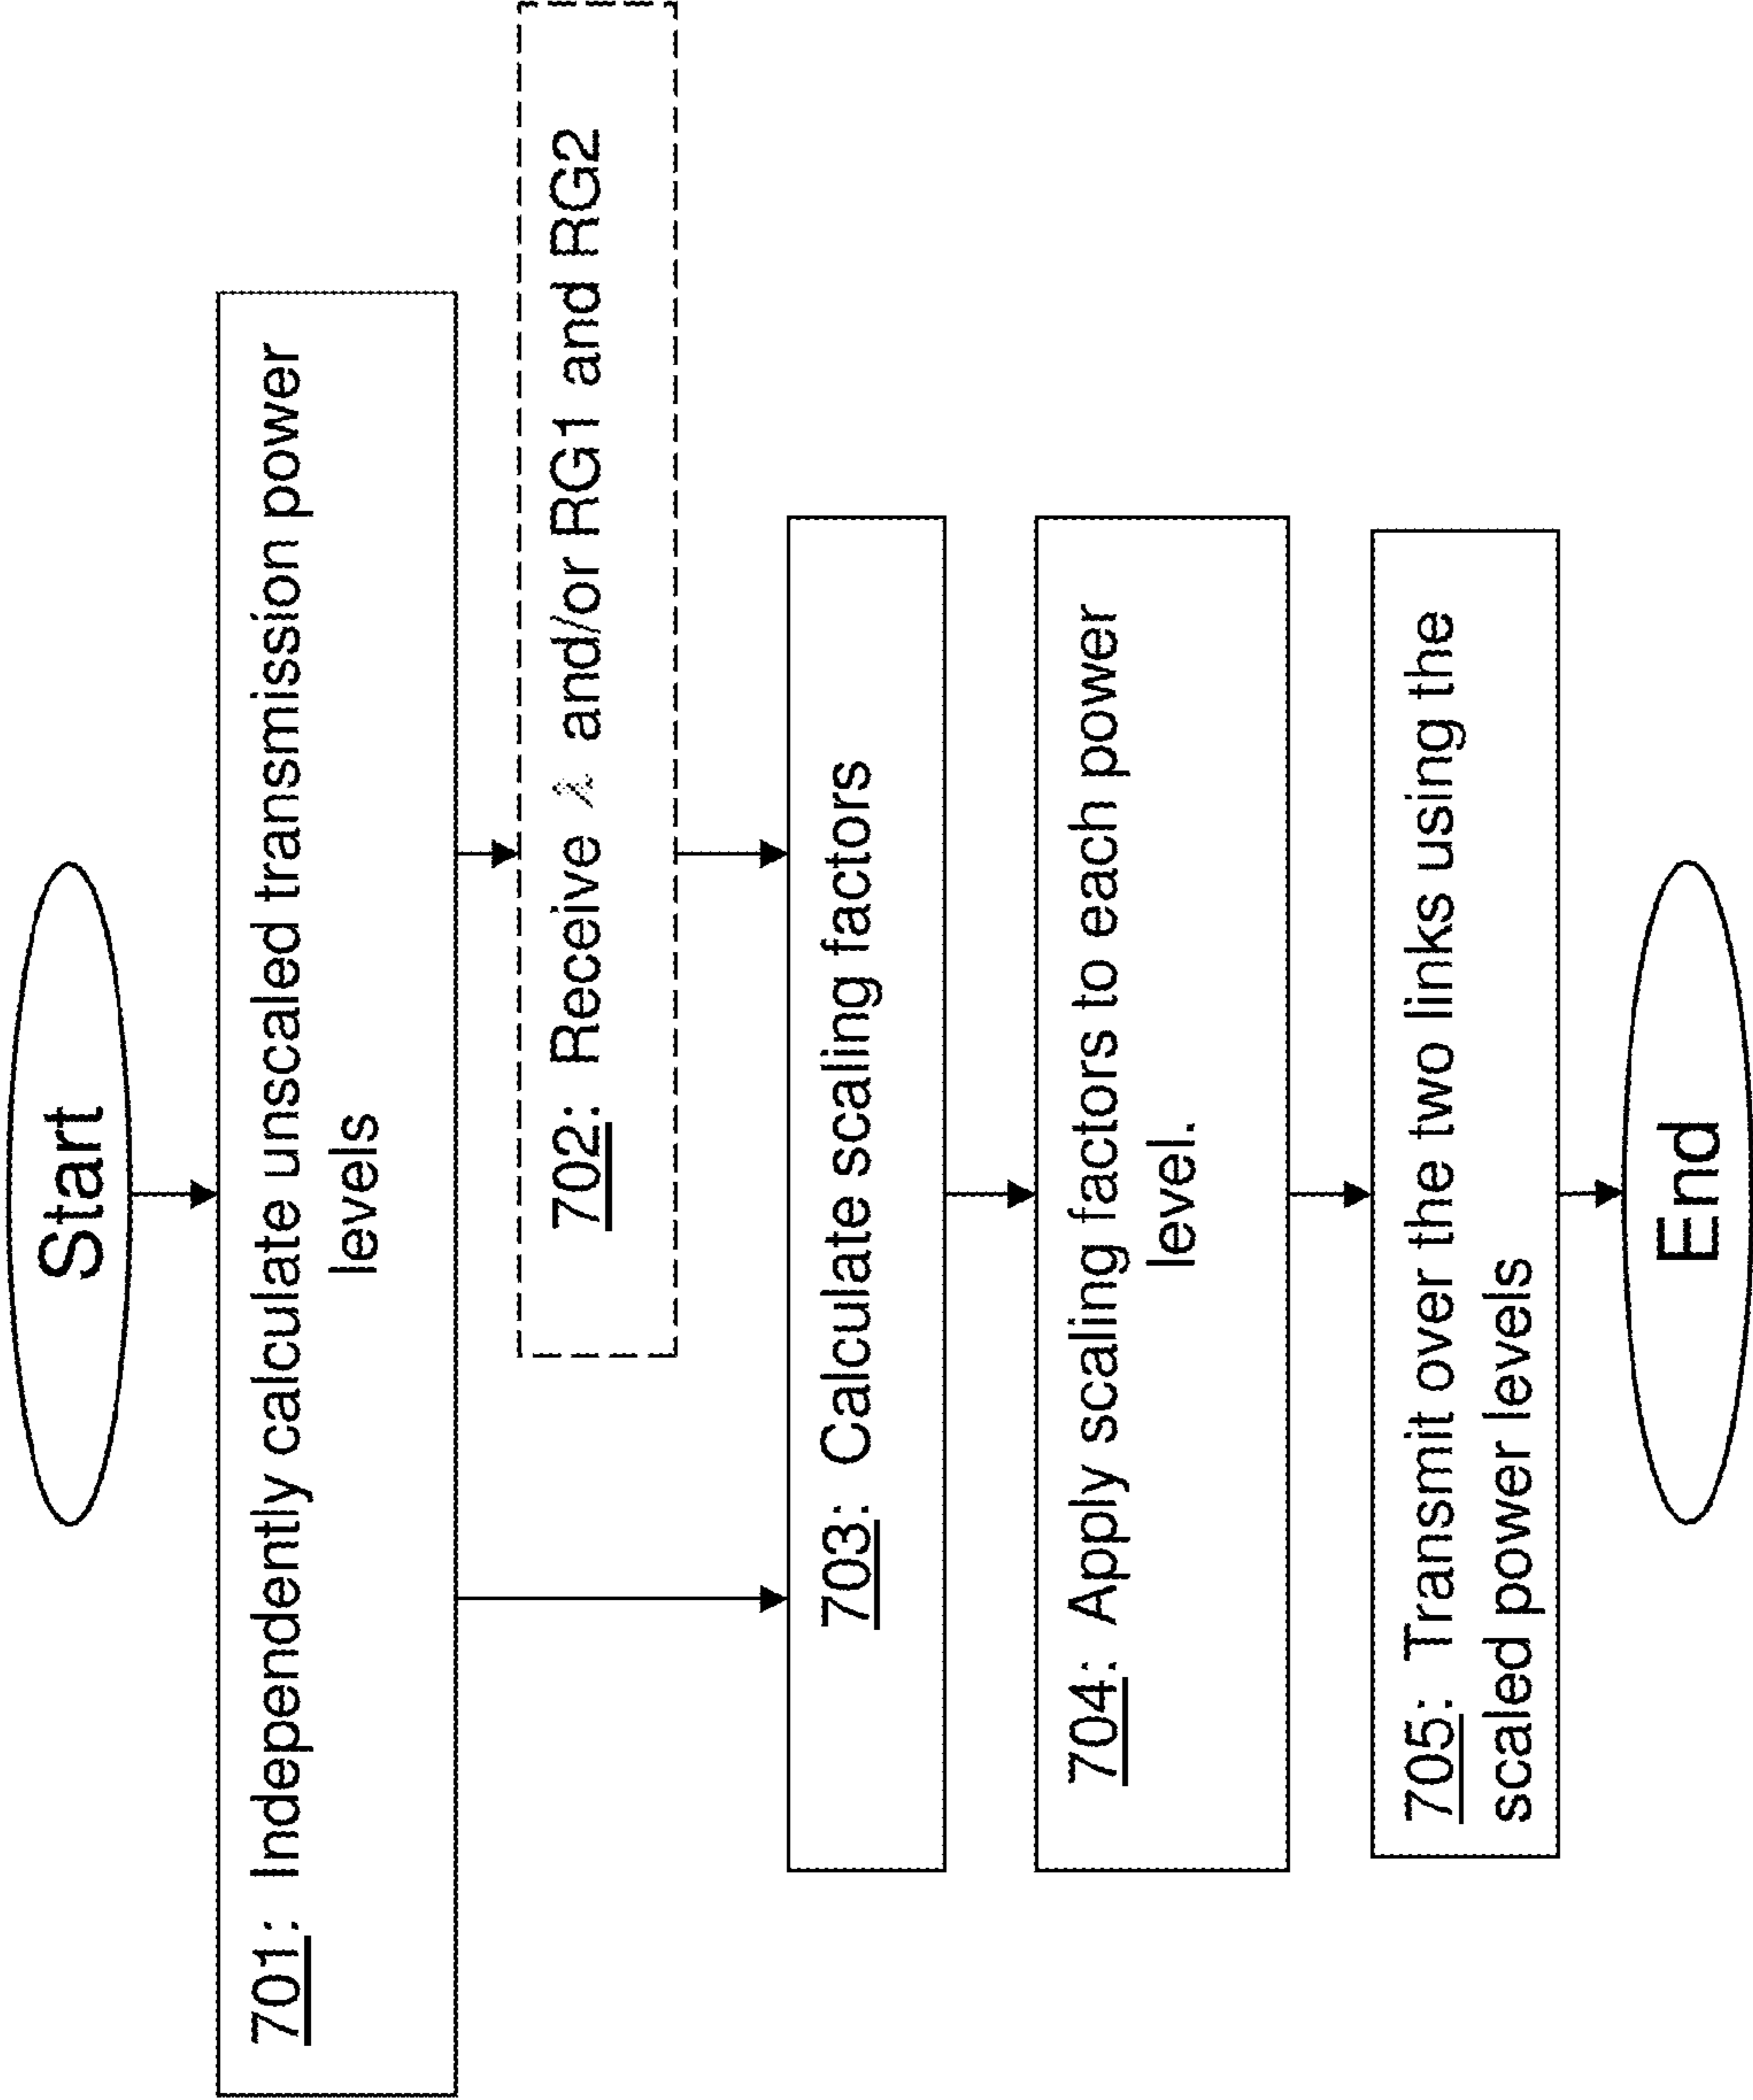 Start
701: Independently calculate unscaled transmission power
levels
702: Receive λ and/or RG1 and RG2
703: Calculate scaling factors
704: Apply scaling factors to each power
level.
705: Transmit over the two links using the
scaled power levels
End